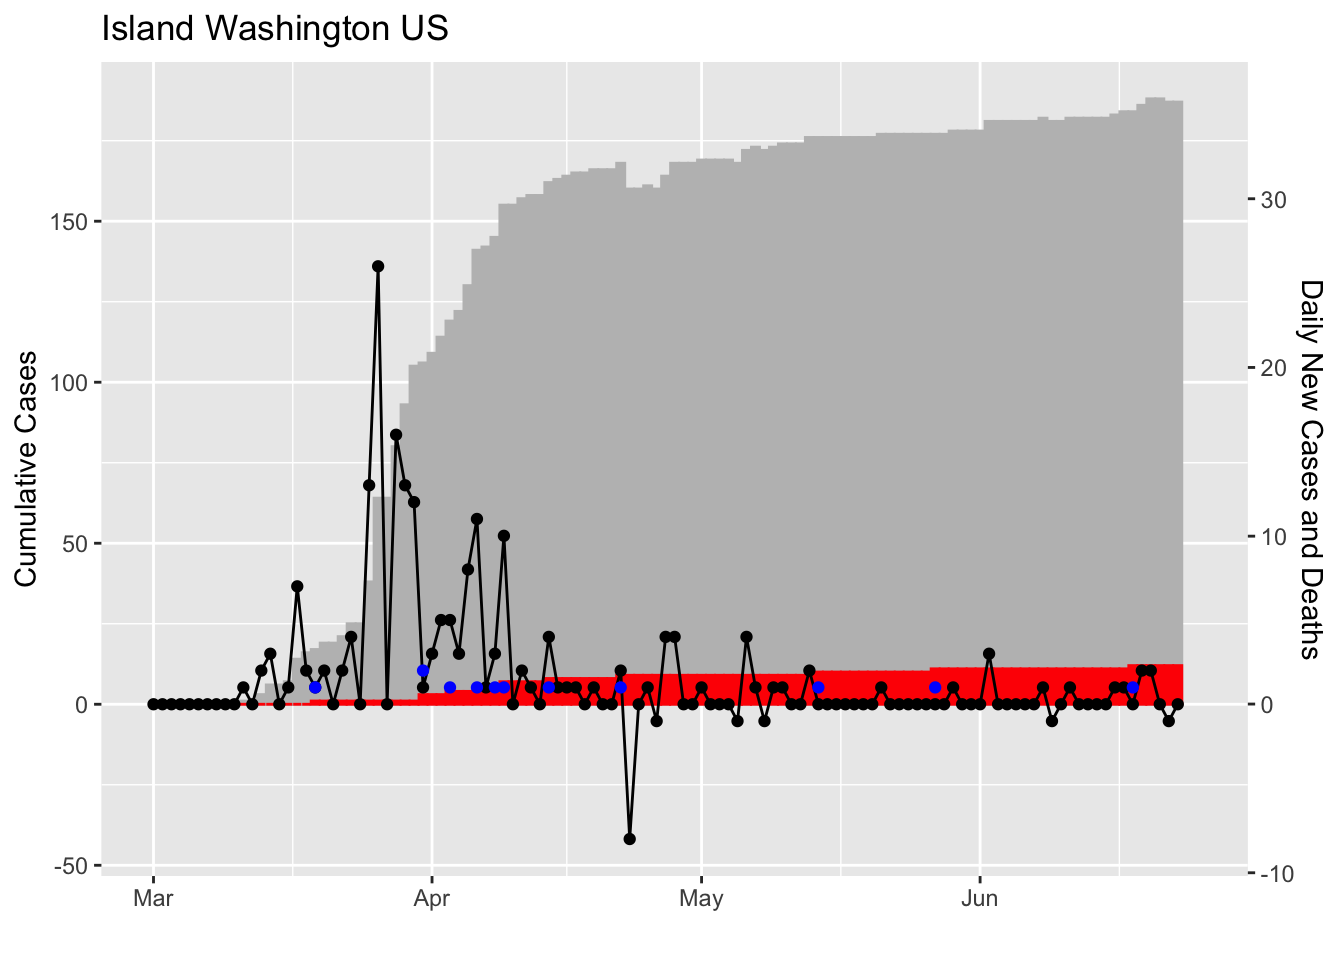 Island Washington US
Cumulative Cases
150
100
50
0
-50
30
20
10
0
-10
Daily New Cases and Deaths
Mar
Apr
May
Jun